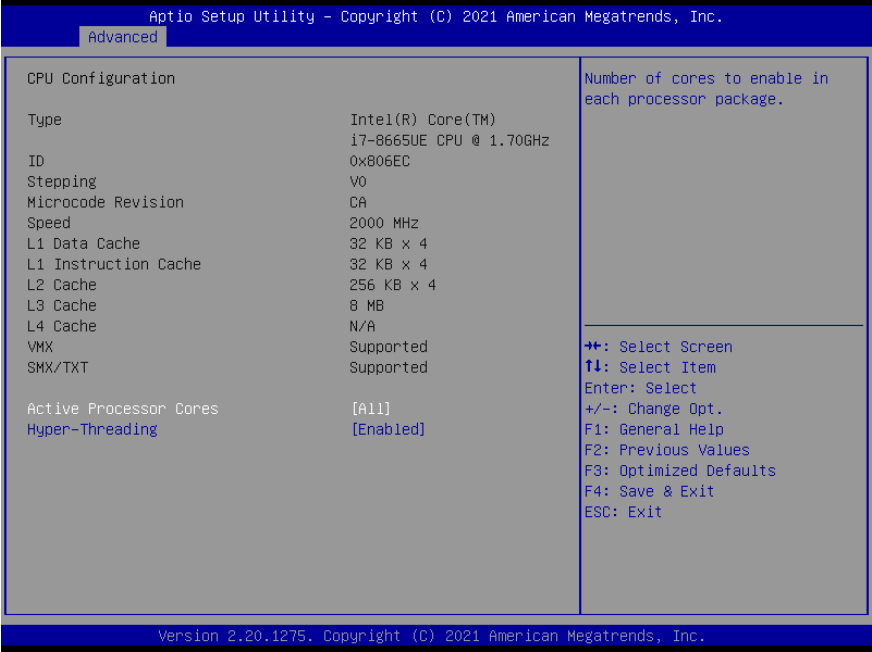 Aptio Setup Utility – Copyright (C) 2021 American Megatrends, Inc.
Advanced
CPU Configuration
Type Intel(R) Core(TM)
i7-8665UE CPU @ 1.70GHz
ID 0x806EC
Stepping V0
Microcode Revision CA
Speed 2000 MHz
L1 Data Cache 32 KB x 4
L1 Instruction Cache 32 KB x 4
L2 Cache 256 KB x 4
L3 Cache 8 MB
L4 Cache N/A
VMX Supported
SMX/TXT Supported
Active Processor Cores [All]
Hyper-Threading [Enabled]
Number of cores to enable in
each processor package.
→←: Select Screen
↑↓: Select Item
Enter: Select
+/-: Change Opt.
F1: General Help
F2: Previous Values
F3: Optimized Defaults
F4: Save & Exit
ESC: Exit
Version 2.20.1275. Copyright (C) 2021 American Megatrends, Inc.